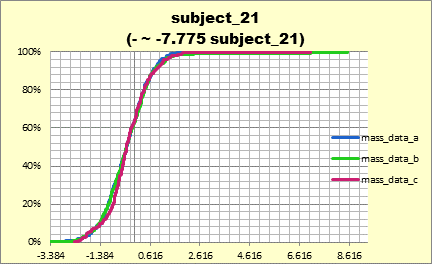 subject_21
(- ~ -7.775 subject_21)
100%
80%
60%
40%
20%
0%
-3.384 -1.384 0.616 2.616 4.616 6.616 8.616
mass_data_a
mass_data_b
mass_data_c